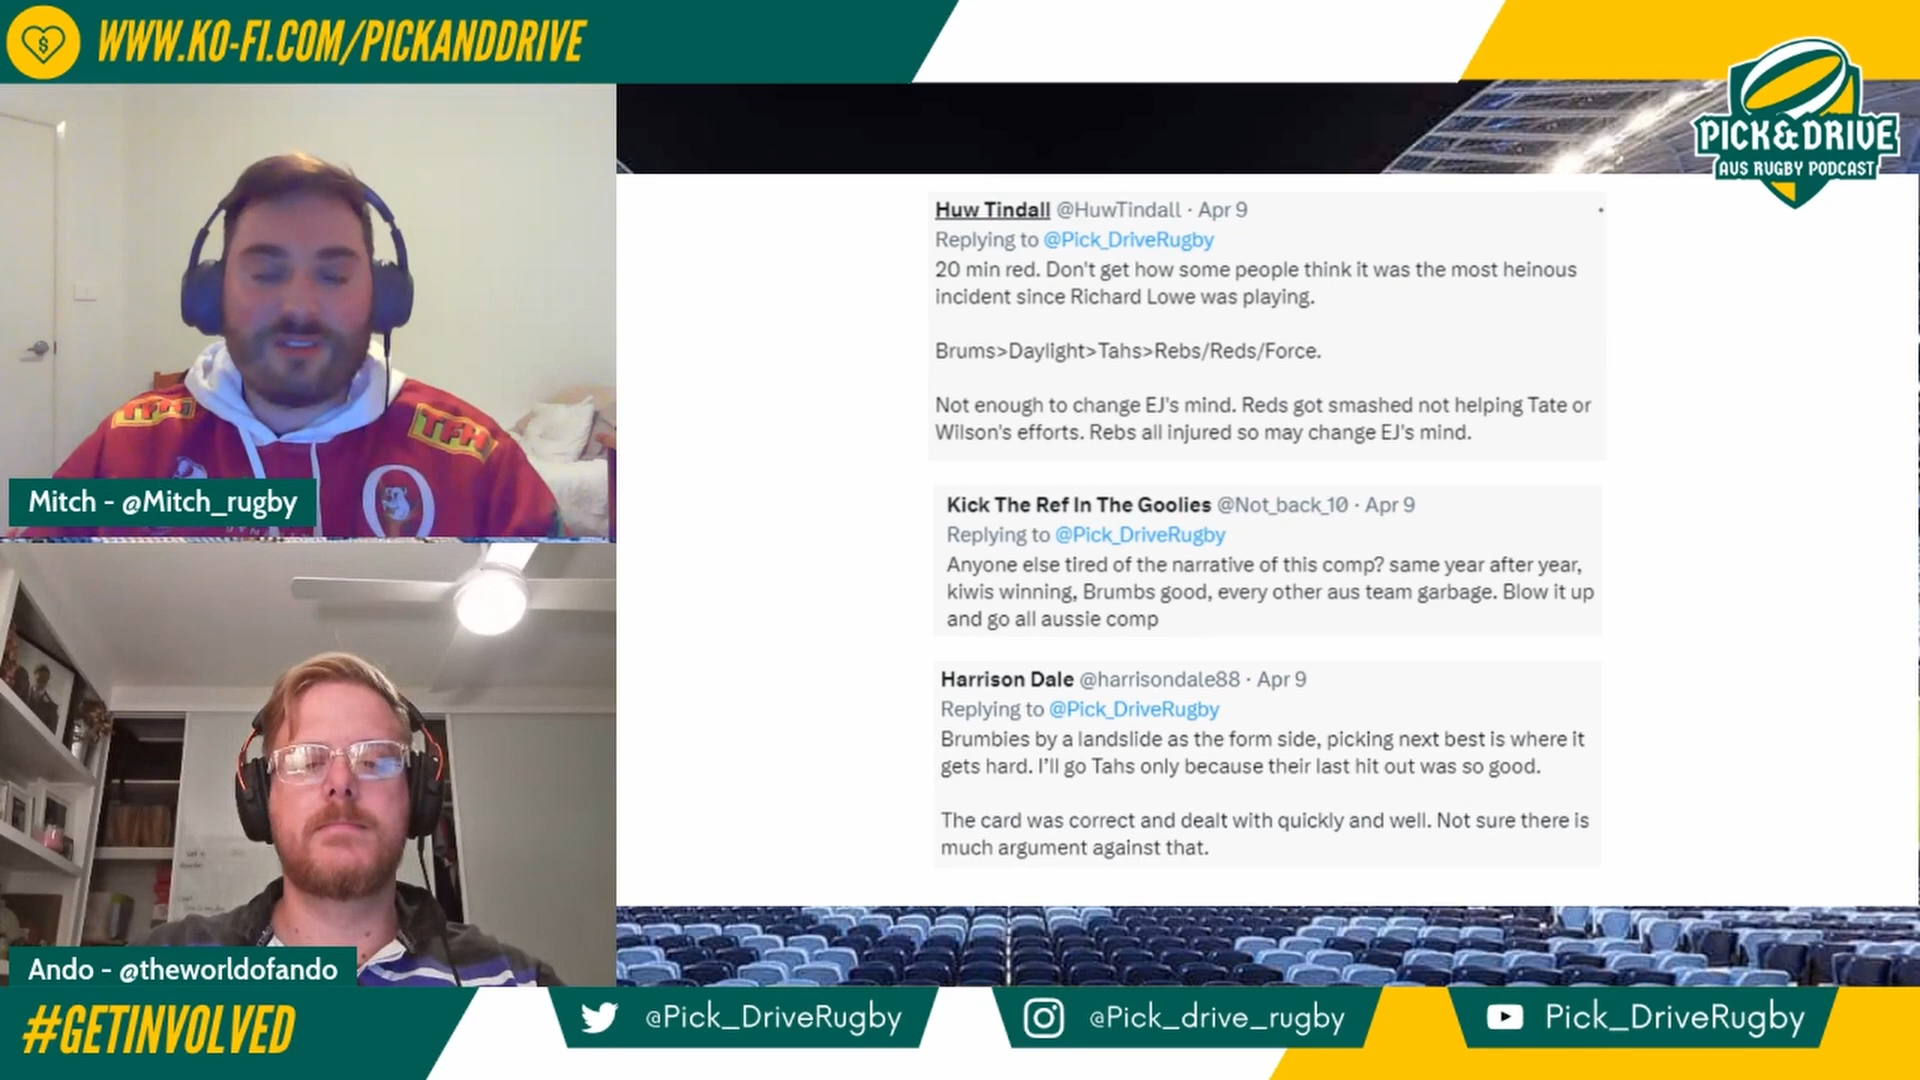 WWW.KO-FI.COM/PICKANDDRIVE
PICK & DRIVE
AUS RUGBY PODCAST
Huw Tindall @HuwTindall · Apr 9
Replying to @Pick_DriveRugby
20 min red. Don't get how some people think it was the most heinous
incident since Richard Lowe was playing.
Brums>Daylight>Tahs>Rebs/Reds/Force.
Not enough to change EJ's mind. Reds got smashed not helping Tate or
Wilson's efforts. Rebs all injured so may change EJ's mind.
Kick The Ref In The Goolies @Not_back_10 · Apr 9
Replying to @Pick_DriveRugby
Anyone else tired of the narrative of this comp? same year after year,
kiwis winning, Brumbs good, every other aus team garbage. Blow it up
and go all aussie comp
Harrison Dale @harrisondale88 · Apr 9
Replying to @Pick_DriveRugby
Brumbies by a landslide as the form side, picking next best is where it
gets hard. I'll go Tahs only because their last hit out was so good.
The card was correct and dealt with quickly and well. Not sure there is
much argument against that.
TFH
TFH
Mitch - @Mitch_rugby
Ando - @theworldofando
#GETINVOLVED
@Pick_DriveRugby
@Pick_drive_rugby
Pick_DriveRugby